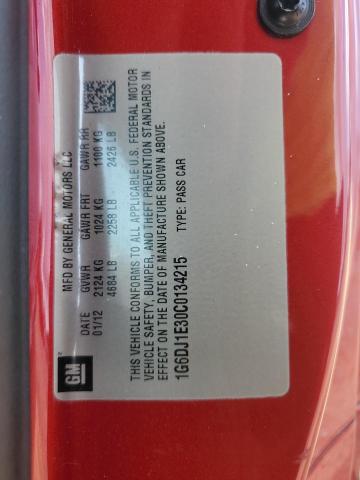 GM
MFD BY GENERAL MOTORS LLC
DATE GVWR GAWR FRT GAWR RR
01/12 2124 KG 1024 KG 1100 KG
4684 LB 2258 LB 2426 LB
THIS VEHICLE CONFORMS TO ALL APPLICABLE U.S. FEDERAL MOTOR
VEHICLE SAFETY, BUMPER, AND THEFT PREVENTION STANDARDS IN
EFFECT ON THE DATE OF MANUFACTURE SHOWN ABOVE.
1G6DJ1E30C0134215 TYPE: PASS CAR